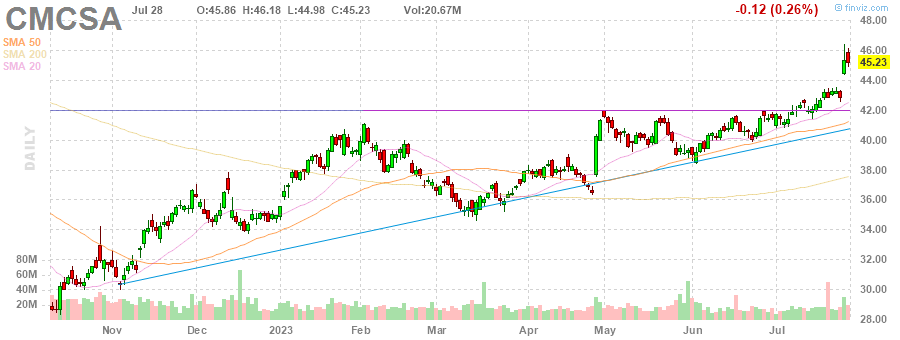 CMCSA Jul 28 O:45.86 H:46.18 L:44.98 C:45.23 Vol:20.67M -0.12 (0.26%) finviz.com
SMA 50
SMA 200
SMA 20
DAILY
48.00
46.00
45.23
44.00
42.00
40.00
38.00
36.00
34.00
32.00
30.00
28.00
80M
60M
40M
20M
Nov Dec 2023 Feb Mar Apr May Jun Jul